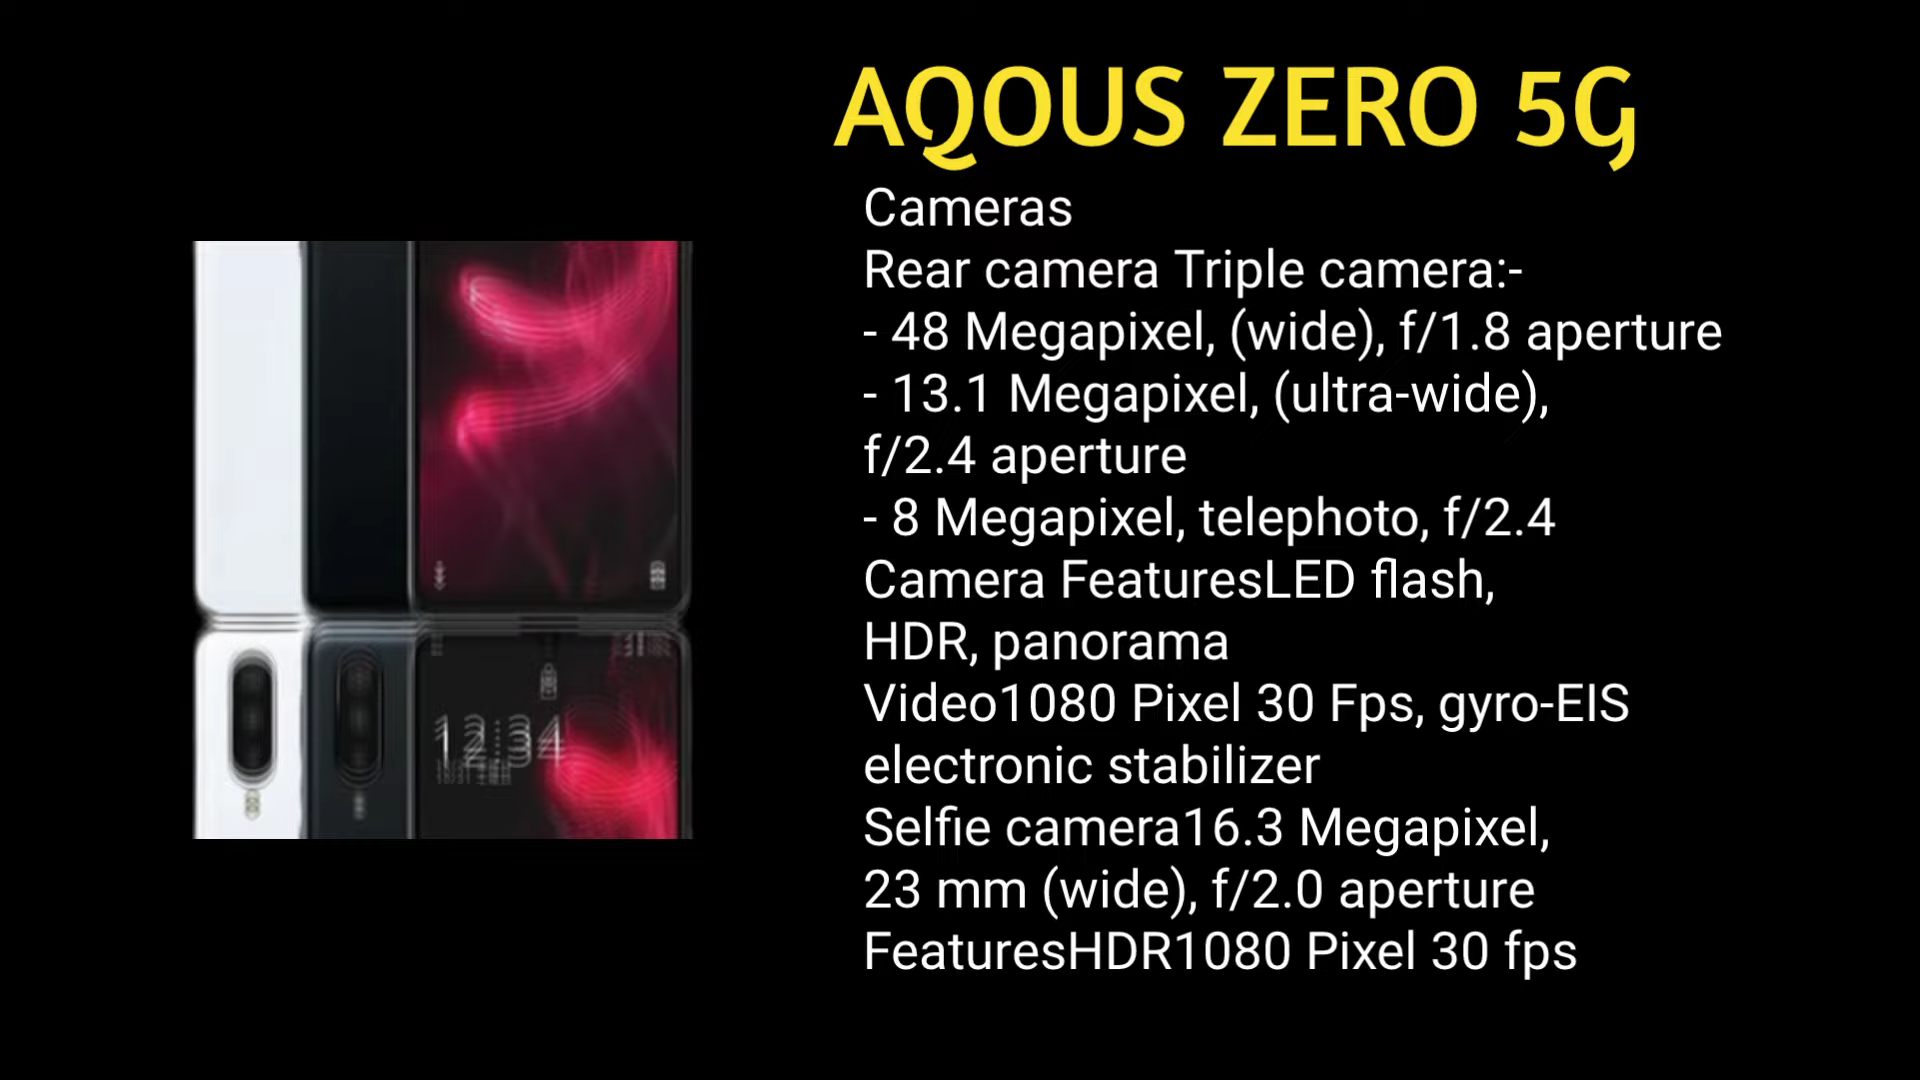 AQOUS ZERO 5G
Cameras
Rear camera Triple camera:-
- 48 Megapixel, (wide), f/1.8 aperture
- 13.1 Megapixel, (ultra-wide),
f/2.4 aperture
- 8 Megapixel, telephoto, f/2.4
Camera FeaturesLED flash,
HDR, panorama
Video1080 Pixel 30 Fps, gyro-EIS
electronic stabilizer
Selfie camera16.3 Megapixel,
23 mm (wide), f/2.0 aperture
FeaturesHDR1080 Pixel 30 fps
12:34